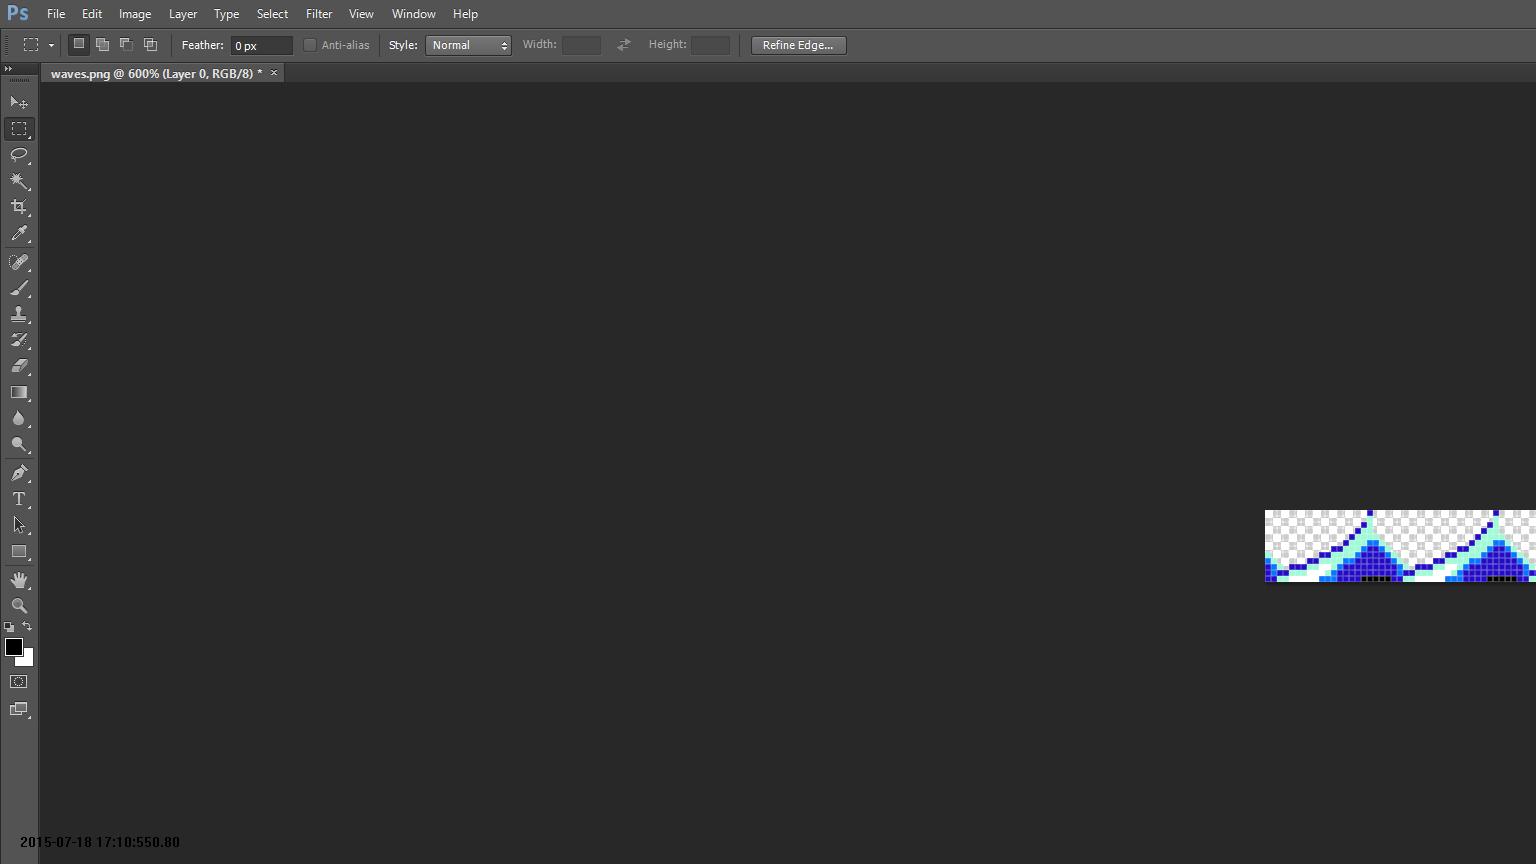 Ps File Edit Image Layer Type Select Filter View Window Help
Feather: 0 px Anti-alias Style: Normal Width: Height: Refine Edge...
waves.png @ 600% (Layer 0, RGB/8) * ×
T
2015-07-18 17:10:550.80